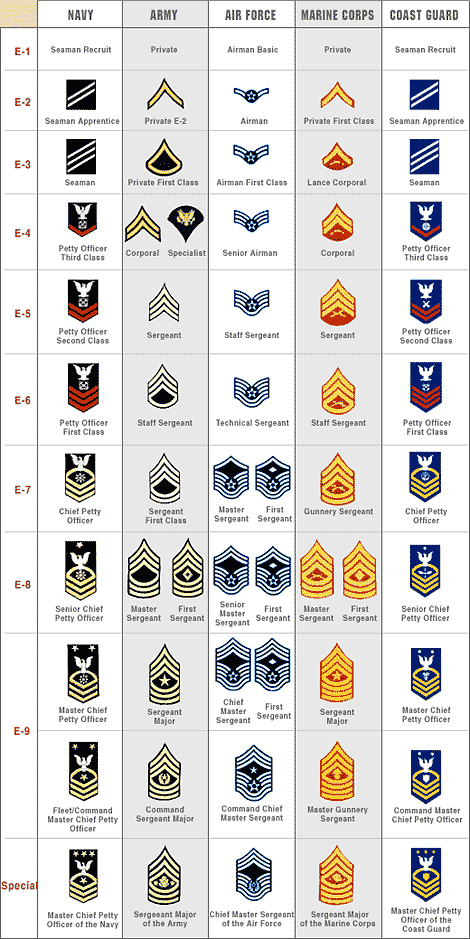 NAVY ARMY AIR FORCE MARINE CORPS COAST GUARD
E-1 Seaman Recruit Private Airman Basic Private Seaman Recruit
E-2 Seaman Apprentice Private E-2 Airman Private First Class Seaman Apprentice
E-3 Seaman Private First Class Airman First Class Lance Corporal Seaman
E-4
Petty Officer
Third Class
Corporal
Specialist
Senior Airman
Corporal
Petty Officer
Third Class
E-5
Petty Officer
Second Class
Sergeant
Staff Sergeant
Sergeant
Petty Officer
Second Class
E-6
Petty Officer
First Class
Staff Sergeant
Technical Sergeant
Staff Sergeant
Petty Officer
First Class
E-7
Chief Petty
Officer
Sergeant
First Class
Master
Sergeant
First
Sergeant
Gunnery Sergeant
Chief Petty
Officer
E-8
Senior Chief
Petty Officer
Master
Sergeant
First
Sergeant
Senior
Master
Sergeant
First
Sergeant
Master
Sergeant
First
Sergeant
Senior Chief
Petty Officer
E-9
Master Chief
Petty Officer
Sergeant
Major
Chief
Master
Sergeant
First
Sergeant
Sergeant
Major
Master Chief
Petty Officer
Fleet/Command
Master Chief Petty
Officer
Command
Sergeant Major
Command Chief
Master Sergeant
Master Gunnery
Sergeant
Command Master
Chief Petty Officer
Special
Master Chief Petty
Officer of the Navy
Sergeant Major
of the Army
Chief Master Sergeant
of the Air Force
Sergeant Major
of the Marine Corps
Master Chief Petty
Officer of the
Coast Guard